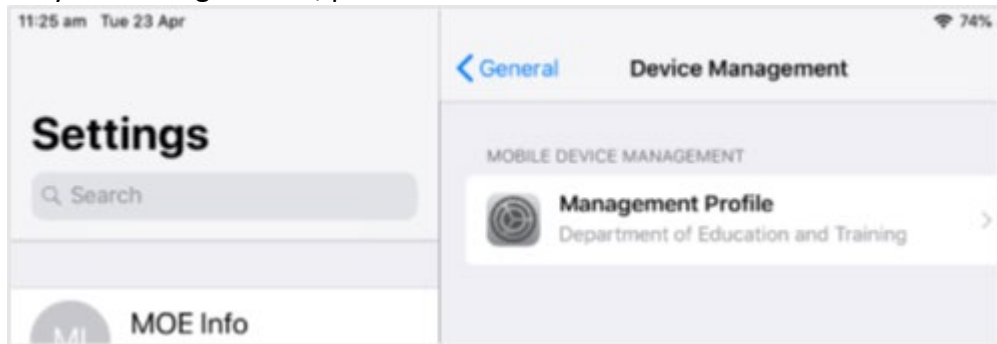 11:25 am Tue 23 Apr
74%
General
Device Management
Settings
Search
MOBILE DEVICE MANAGEMENT
Management Profile
Department of Education and Training
MOE Info